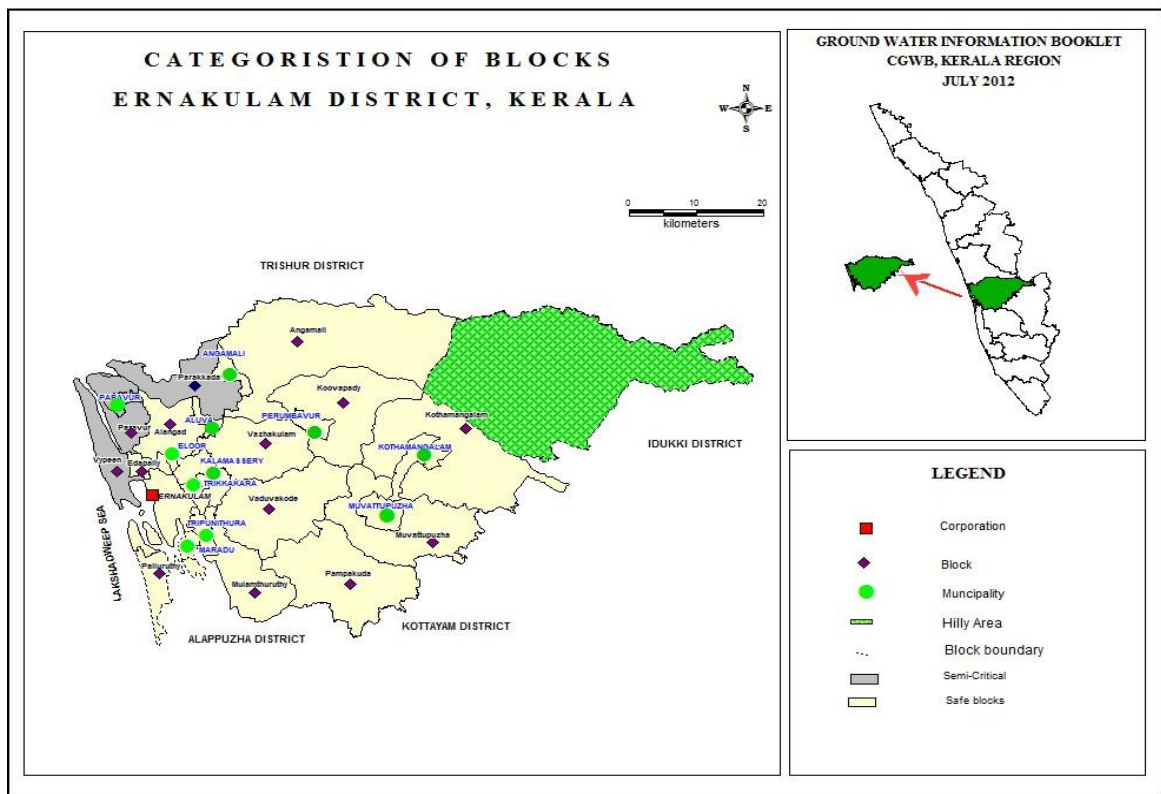 CATEGORISTION OF BLOCKS
ERNAKULAM DISTRICT, KERALA
N
W E
S
0 10 20
kilometers
TRISHUR DISTRICT
Angamali
ANGAMALI
Parakkada
Koovapady
PARAVUR
Kothamangalam
Paravur
Alangad
ALUVA
PERUMBAVUR
Vazhakulam
IDUKKI DISTRICT
ELOOR
KOTHAMANGALAM
Vypeen
Edapally
KALAMASSERY
TRIKKAKARA
ERNAKULAM
Vaduvakode
MUVATTUPUZHA
TRIPUNITHURA
Muvattupuzha
MARADU
LAKSHADWEEP SEA
Palluruthy
Mulamthuruthy
Pampakuda
KOTTAYAM DISTRICT
ALAPPUZHA DISTRICT
GROUND WATER INFORMATION BOOKLET
CGWB, KERALA REGION
JULY 2012
LEGEND
Corporation
Block
Muncipality
Hilly Area
Block boundary
Semi-Critical
Safe blocks